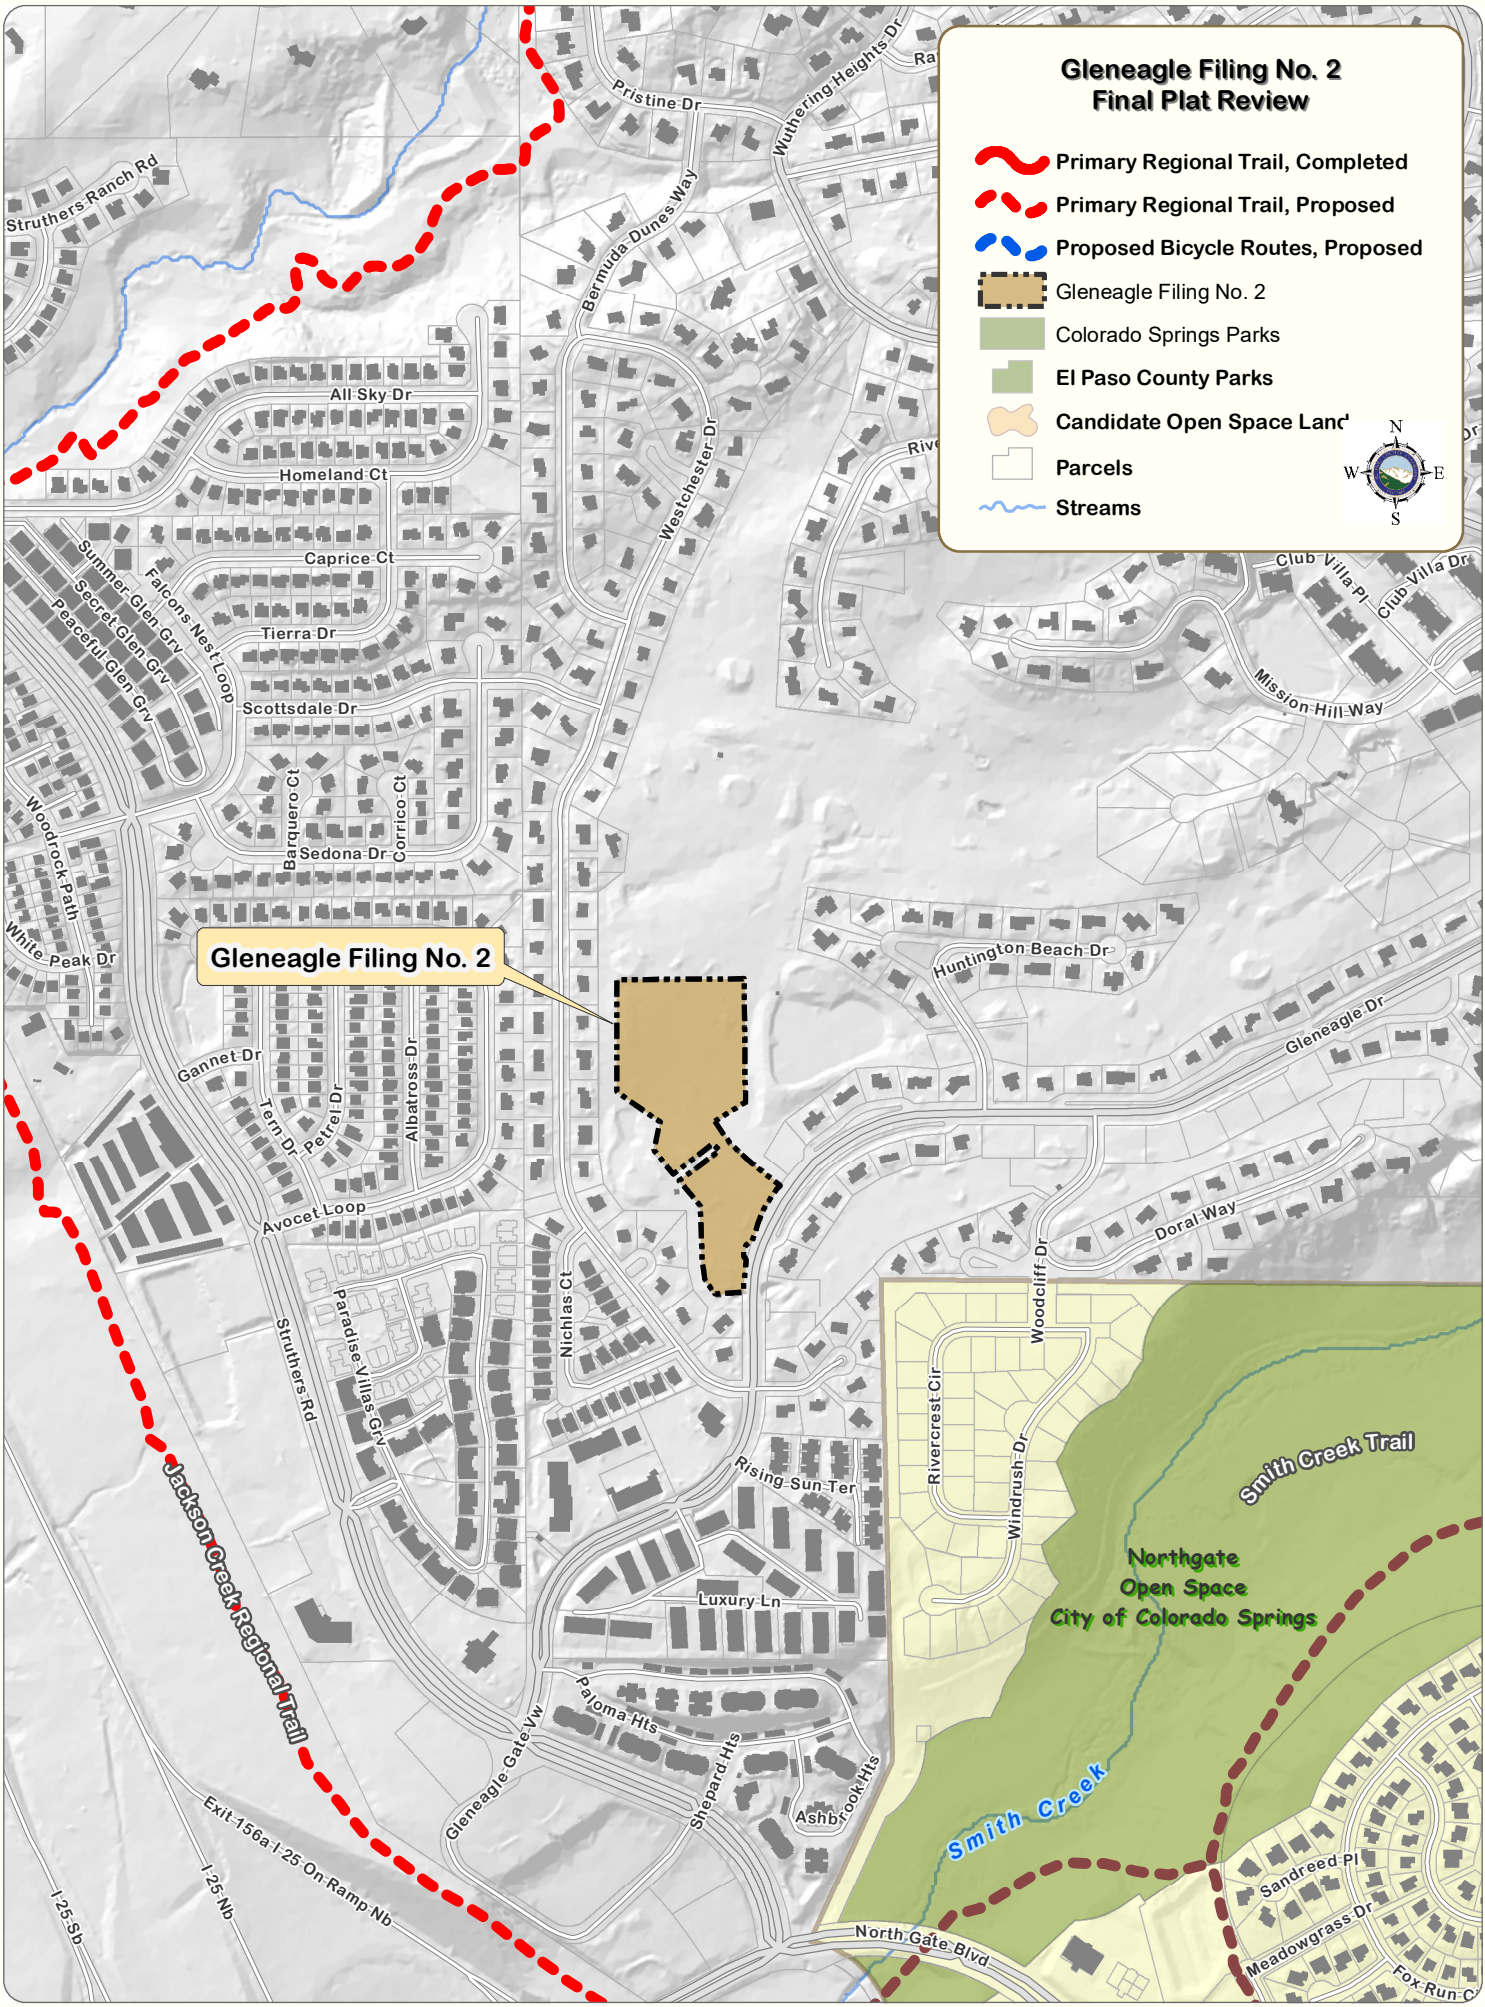 Gleneagle Filing No. 2
Final Plat Review
Primary Regional Trail, Completed
Primary Regional Trail, Proposed
Proposed Bicycle Routes, Proposed
Gleneagle Filing No. 2
Colorado Springs Parks
El Paso County Parks
Candidate Open Space Land
Parcels
Streams
N
W
E
S
Pristine Dr
Wuthering Heights Dr
Ra
Struthers Ranch Rd
Bermuda Dunes Way
All Sky Dr
Homeland Ct
Westchester Dr
Rive
Dr
Caprice Ct
Summer Glen Grv
Falcons Nest Loop
Secret Glen Grv
Peaceful Glen Grv
Tierra Dr
Scottsdale Dr
Club Villa Pl
Club Villa Dr
Mission Hill Way
Woodrock Path
Barquero Ct
Corrico Ct
Sedona Dr
White Peak Dr
Gleneagle Filing No. 2
Huntington Beach Dr
Gleneagle Dr
Gannet Dr
Tern Dr
Petrel Dr
Albatross Dr
Avocet Loop
Doral Way
Woodcliff Dr
Nichlas Ct
Paradise Villas Grv
Struthers Rd
Rivercrest Cir
Windrush Dr
Smith Creek Trail
Rising Sun Ter
Jackson Creek Regional Trail
Northgate
Open Space
City of Colorado Springs
Luxury Ln
Paloma Hts
Gleneagle Gate Vw
Shepard Hts
Ashbrook Hts
Smith Creek
Exit 156a I-25 On Ramp Nb
I-25 Nb
I-25 Sb
North Gate Blvd
Sandreed Pl
Meadowgrass Dr
Fox Run Ci